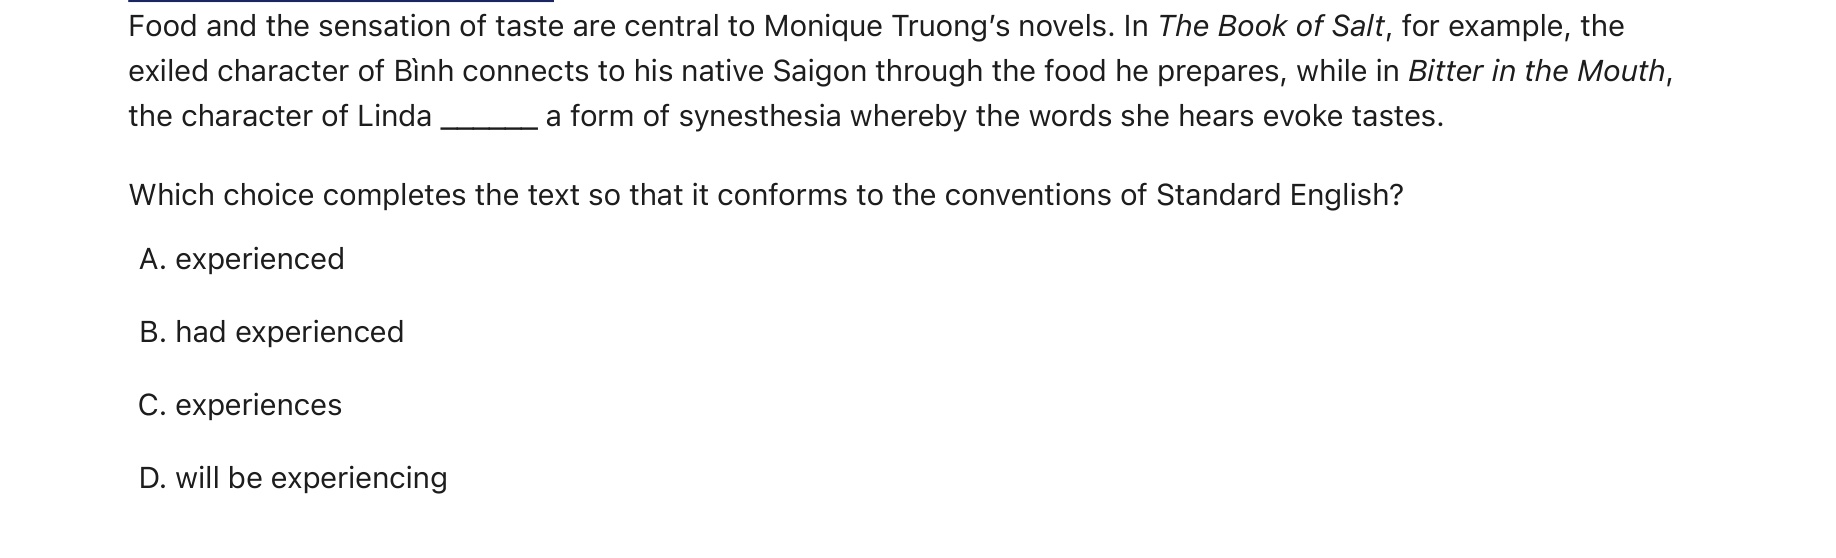 Food and the sensation of taste are central to Monique Truong’s novels. In The Book of Salt, for example, the
exiled character of Bình connects to his native Saigon through the food he prepares, while in Bitter in the Mouth,
the character of Linda ______ a form of synesthesia whereby the words she hears evoke tastes.
Which choice completes the text so that it conforms to the conventions of Standard English?
A. experienced
B. had experienced
C. experiences
D. will be experiencing